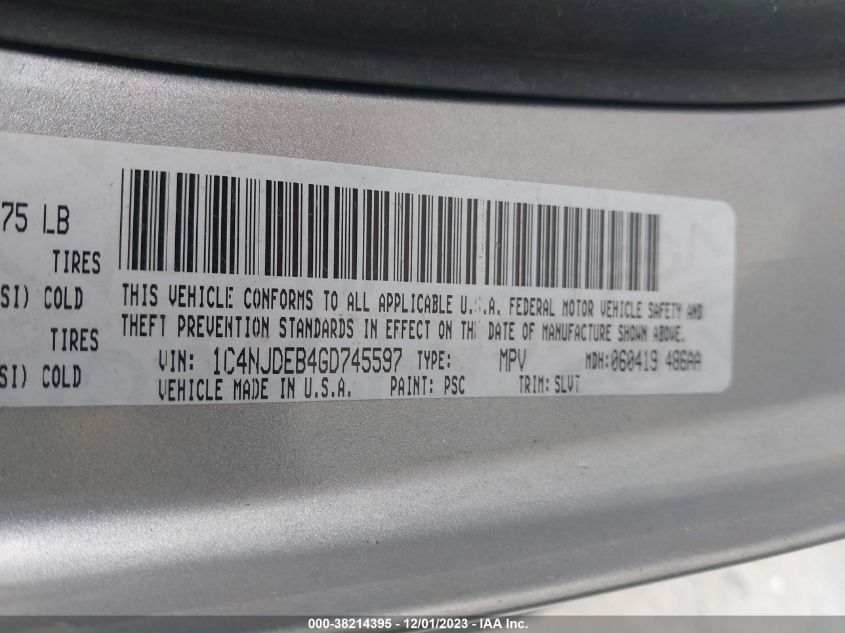 75 LB
TIRES
SI) COLD
TIRES
SI) COLD
THIS VEHICLE CONFORMS TO ALL APPLICABLE U.S.A. FEDERAL MOTOR VEHICLE SAFETY AND
THEFT PREVENTION STANDARDS IN EFFECT ON THE DATE OF MANUFACTURE SHOWN ABOVE.
VIN: 1C4NJDEB4GD745597 TYPE: MPV MDH:060419 486AA
VEHICLE MADE IN U.S.A. PAINT: PSC TRIM: SLV7
000-38214395 - 12/01/2023 - IAA Inc.